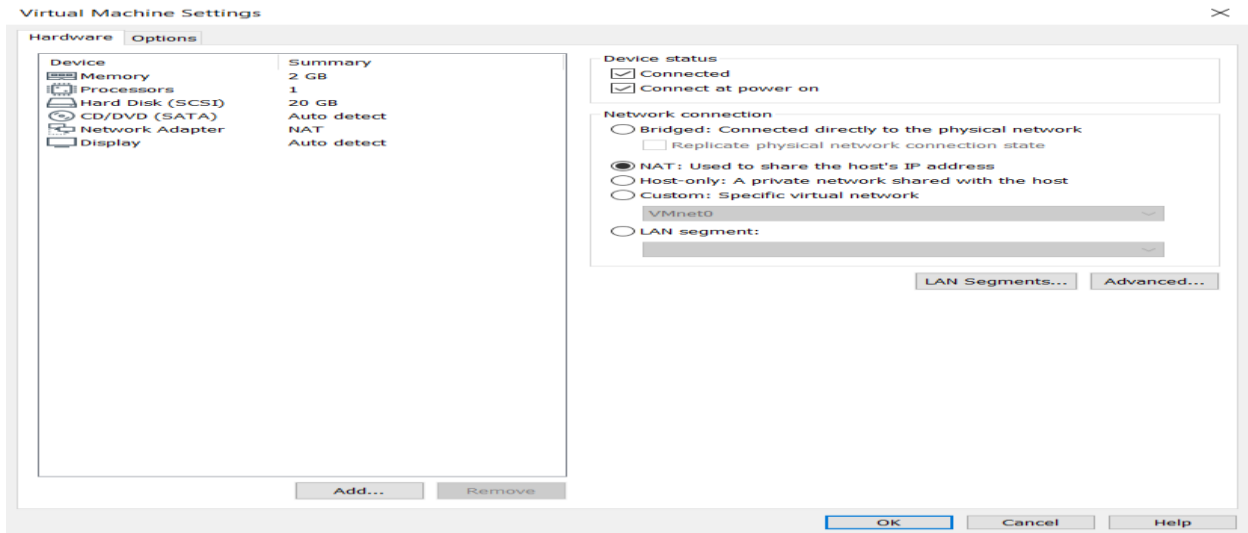 Virtual Machine Settings
Hardware Options
Device Summary
Memory 2 GB
Processors 1
Hard Disk (SCSI) 20 GB
CD/DVD (SATA) Auto detect
Network Adapter NAT
Display Auto detect
Add... Remove
Device status
Connected
Connect at power on
Network connection
Bridged: Connected directly to the physical network
Replicate physical network connection state
NAT: Used to share the host's IP address
Host-only: A private network shared with the host
Custom: Specific virtual network
VMnet0
LAN segment:
LAN Segments... Advanced...
OK Cancel Help